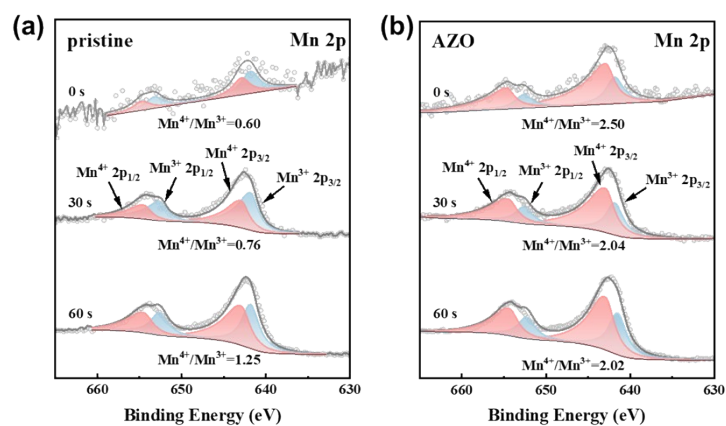 (a)
pristine
Mn 2p
0 s
Mn⁴⁺/Mn³⁺=0.60
Mn⁴⁺ 2p₁/₂
Mn³⁺ 2p₁/₂
Mn⁴⁺ 2p₃/₂
Mn³⁺ 2p₃/₂
30 s
Mn⁴⁺/Mn³⁺=0.76
60 s
Mn⁴⁺/Mn³⁺=1.25
660 650 640 630
Binding Energy (eV)
(b)
AZO
Mn 2p
0 s
Mn⁴⁺/Mn³⁺=2.50
Mn⁴⁺ 2p₁/₂
Mn³⁺ 2p₁/₂
Mn⁴⁺ 2p₃/₂
Mn³⁺ 2p₃/₂
30 s
Mn⁴⁺/Mn³⁺=2.04
60 s
Mn⁴⁺/Mn³⁺=2.02
660 650 640 630
Binding Energy (eV)